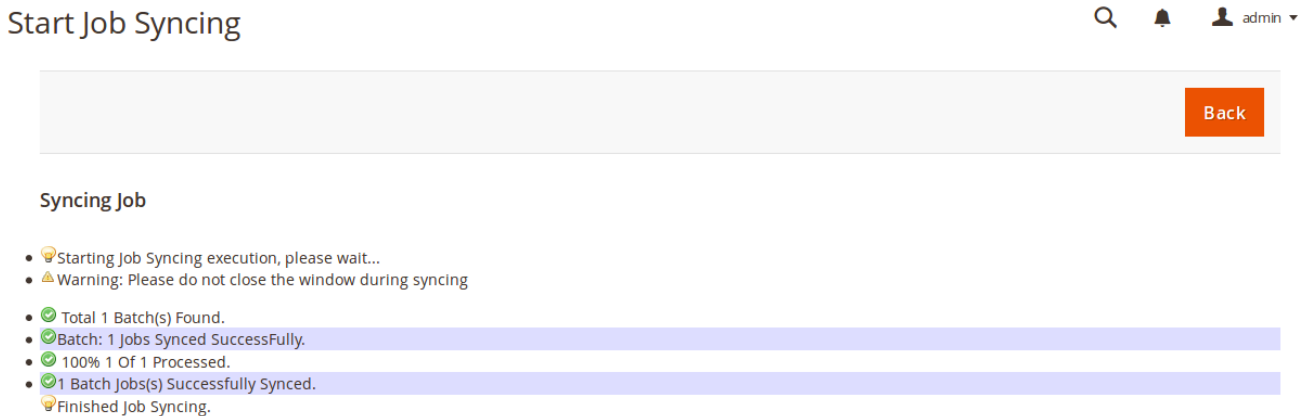 Start Job Syncing
admin
Back
Syncing Job
Starting Job Syncing execution, please wait...
Warning: Please do not close the window during syncing
Total 1 Batch(s) Found.
Batch: 1 Jobs Synced SuccessFully.
100% 1 Of 1 Processed.
1 Batch Jobs(s) Successfully Synced.
Finished Job Syncing.